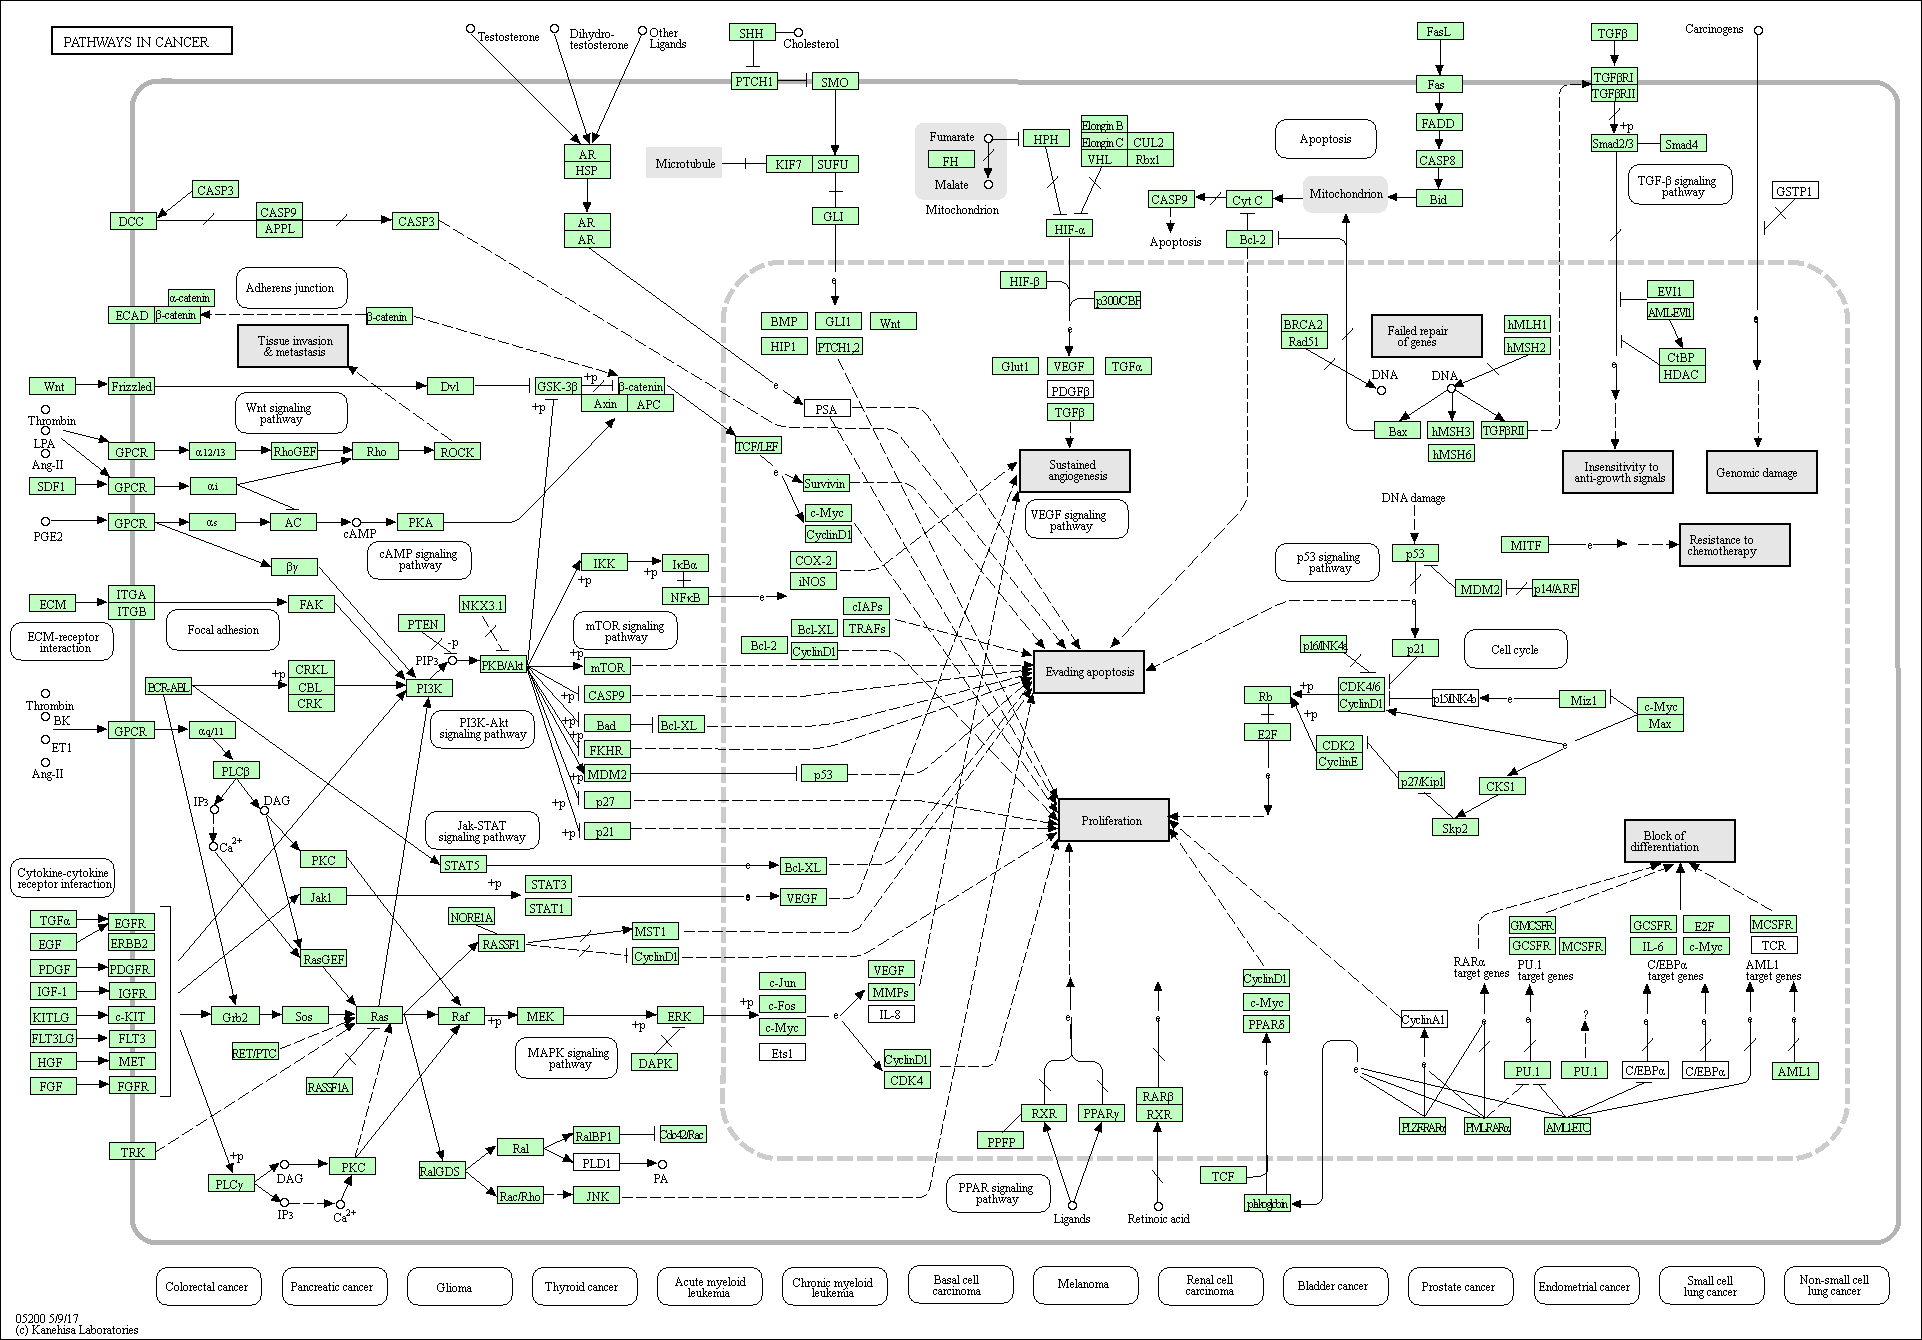 PATHWAYS IN CANCER
Testosterone
Dihydro-
testosterone
Other
Ligands
SHH
Cholesterol
PTCH1
SMO
FasL
Fas
FADD
CASP8
Bid
TGFβ
TGFβRI
TGFβRII
+p
Smad2/3
Smad4
TGF-β signaling
pathway
Carcinogens
GSTP1
AR
HSP
AR
AR
Microtubule
KIF7
SUFU
GLI
Fumarate
FH
Malate
Mitochondrion
HPH
Elongin B
Elongin C
CUL2
VHL
Rbx1
HIF-α
Apoptosis
CASP9
Cyt C
Mitochondrion
Apoptosis
Bcl-2
CASP3
DCC
CASP9
APPL
CASP3
Adherens junction
α-catenin
ECAD
β-catenin
β-catenin
Tissue invasion
& metastasis
e
BMP
GLI1
Wnt
HIP1
PTCH1,2
HIF-β
p300/CBP
e
Glut1
VEGF
TGFα
PDGFβ
TGFβ
BRCA2
Rad51
DNA
Failed repair
of genes
hMLH1
hMSH2
DNA
Bax
hMSH3
TGFβRII
hMSH6
EVI1
AML-EVI1
CtBP
HDAC
e
e
Wnt
Frizzled
Dvl
GSK-3β
+p
β-catenin
Axin
APC
+p
e
PSA
Wnt signaling
pathway
Thrombin
LPA
Ang-II
GPCR
α12/13
RhoGEF
Rho
ROCK
TCF/LEF
e
SDF1
GPCR
αi
Survivin
c-Myc
CyclinD1
Sustained
angiogenesis
VEGF signaling
pathway
Insensitivity to
anti-growth signals
Genomic damage
PGE2
GPCR
αs
AC
cAMP
PKA
cAMP signaling
pathway
βγ
DNA damage
p53
MITF
e
Resistance to
chemotherapy
p53 signaling
pathway
MDM2
p14/ARF
e
IKK
+p
IκBα
NFκB
e
COX-2
iNOS
ECM
ITGA
ITGB
FAK
Focal adhesion
ECM-receptor
interaction
NKX3.1
PTEN
-p
PIP3
PKB/Akt
mTOR signaling
pathway
cIAPs
TRAFs
Bcl-XL
Bcl-2
CyclinD1
+p
mTOR
Evading apoptosis
p16/INK4a
p21
Cell cycle
BCR-ABL
+p
CRKL
CBL
CRK
PI3K
+p
CASP9
Rb
+p
CDK4/6
CyclinD1
p15/INK4b
e
Miz1
c-Myc
Max
Thrombin
BK
ET1
Ang-II
GPCR
αq/11
PI3K-Akt
signaling pathway
+p
Bad
Bcl-XL
+p
FKHR
E2F
+p
CDK2
CyclinE
e
PLCβ
+p
MDM2
p53
e
p27/Kip1
CKS1
IP3
DAG
Ca2+
+p
p27
Skp2
Jak-STAT
signaling pathway
+p
p21
Proliferation
Block of
differentiation
PKC
STAT5
e
Bcl-XL
Cytokine-cytokine
receptor interaction
Jak1
+p
STAT3
STAT1
e
VEGF
TGFα
EGFR
EGF
ERBB2
PDGF
PDGFR
IGF-1
IGFR
KITLG
c-KIT
FLT3LG
FLT3
HGF
MET
FGF
FGFR
NORE1A
RASSF1
MST1
CyclinD1
RasGEF
Grb2
Sos
Ras
Raf
+p
MEK
+p
ERK
+p
c-Jun
c-Fos
c-Myc
Ets1
e
VEGF
MMPs
IL-8
CyclinD1
CDK4
RET/PTC
RASSF1A
MAPK signaling
pathway
DAPK
GMCSFR
GCSFR
MCSFR
GCSFR
E2F
IL-6
c-Myc
MCSFR
TCR
RARα
target genes
PU.1
target genes
C/EBPα
target genes
AML1
target genes
CyclinD1
c-Myc
PPARδ
CyclinA1
e
e
e
?
e
e
e
e
e
e
e
e
e
PU.1
PU.1
C/EBPα
C/EBPα
AML1
RXR
PPARγ
RARβ
RXR
PPFP
PLZF-RARα
PML-RARα
AML1-ETO
TRK
+p
PLCγ
DAG
IP3
PKC
Ca2+
RalGDS
Ral
RalBP1
Cdc42/Rac
PLD1
PA
Rac/Rho
JNK
PPAR signaling
pathway
Ligands
Retinoic acid
TCF
Colorectal cancer
Pancreatic cancer
Glioma
Thyroid cancer
Acute myeloid
leukemia
Chronic myeloid
leukemia
Basal cell
carcinoma
Melanoma
Renal cell
carcinoma
Bladder cancer
Prostate cancer
Endometrial cancer
Small cell
lung cancer
Non-small cell
lung cancer
05200 5/9/17
(c) Kanehisa Laboratories